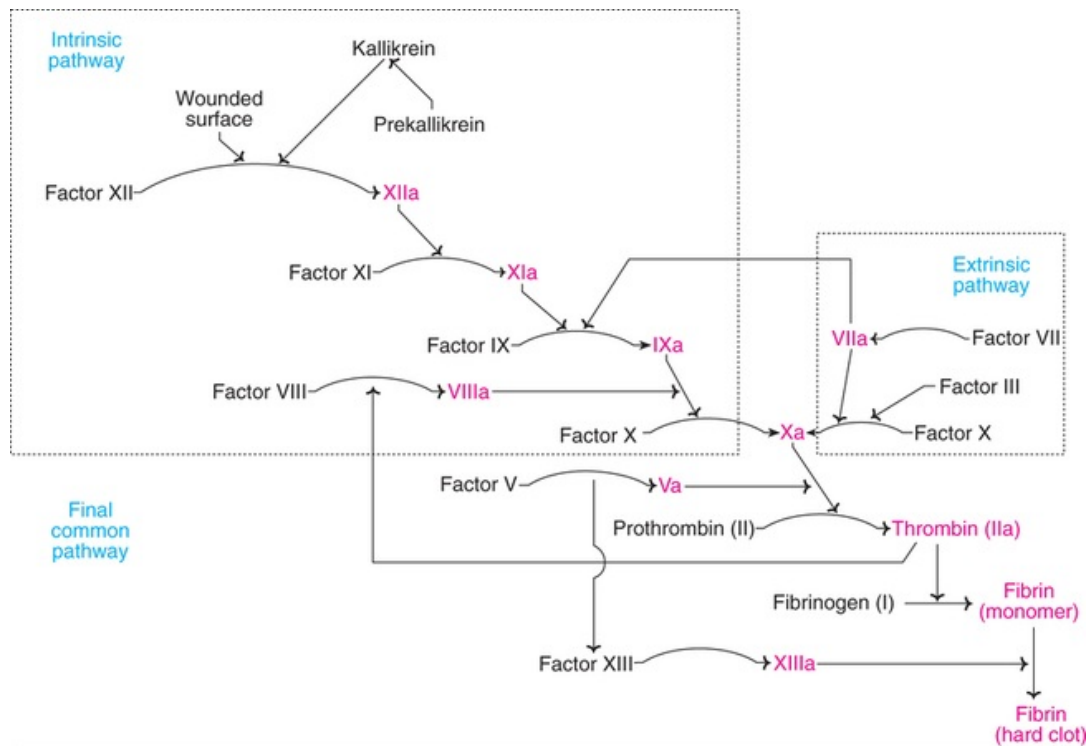 Intrinsic
pathway
Kallikrein
Wounded
surface
Prekallikrein
Factor XII
XIIa
Factor XI
XIa
Extrinsic
pathway
Factor IX
IXa
VIIa
Factor VII
Factor VIII
VIIIa
Factor III
Factor X
Xa
Factor X
Factor V
Va
Final
common
pathway
Prothrombin (II)
Thrombin (IIa)
Fibrinogen (I)
Fibrin
(monomer)
Factor XIII
XIIIa
Fibrin
(hard clot)